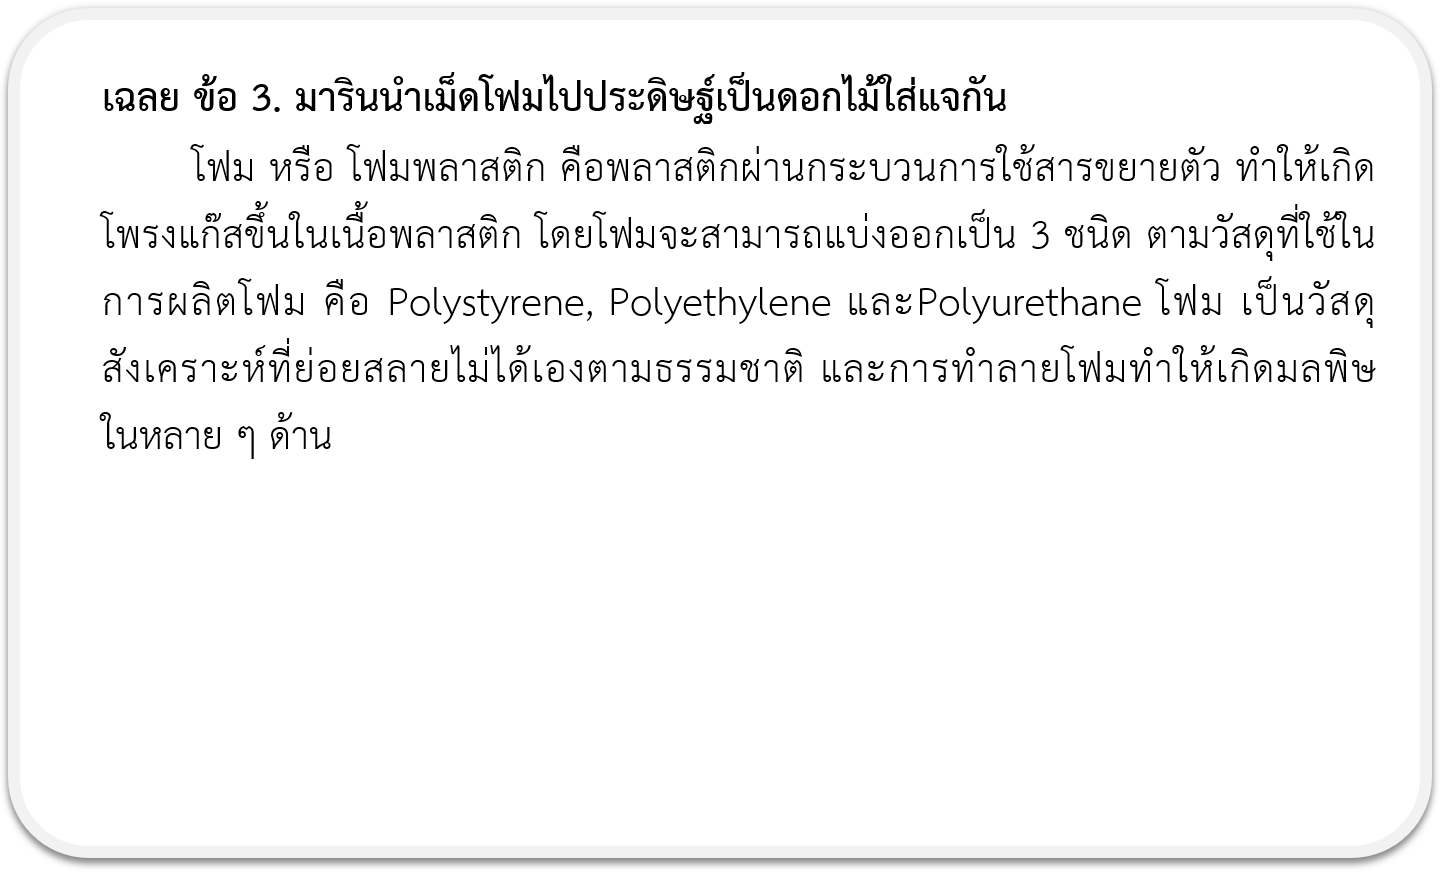 เฉลย ข้อ 3. มารินนำเม็ดโฟมไปประดิษฐ์เป็นดอกไม้ใส่แจกัน
โฟม หรือ โฟมพลาสติก คือพลาสติกผ่านกระบวนการใช้สารขยายตัว ทำให้เกิด
โพรงแก๊สขึ้นในเนื้อพลาสติก โดยโฟมจะสามารถแบ่งออกเป็น 3 ชนิด ตามวัสดุที่ใช้ใน
การผลิตโฟม คือ Polystyrene, Polyethylene และPolyurethane โฟม เป็นวัสดุ
สังเคราะห์ที่ย่อยสลายไม่ได้เองตามธรรมชาติ และการทำลายโฟมทำให้เกิดมลพิษ
ในหลาย ๆ ด้าน